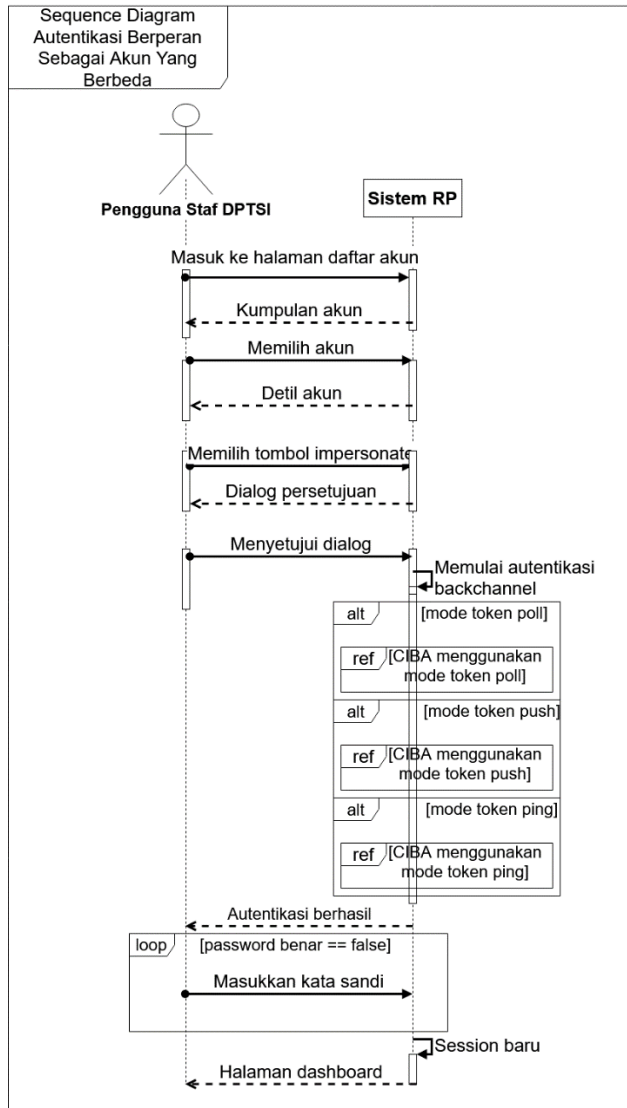 Sequence Diagram
Autentikasi Berperan
Sebagai Akun Yang
Berbeda
Pengguna Staf DPTSI
Sistem RP
Masuk ke halaman daftar akun
Kumpulan akun
Memilih akun
Detil akun
Memilih tombol impersonate
Dialog persetujuan
Menyetujui dialog
Memulai autentikasi
backchannel
alt [mode token poll]
ref [CIBA menggunakan
mode token poll]
alt [mode token push]
ref [CIBA menggunakan
mode token push]
alt [mode token ping]
ref [CIBA menggunakan
mode token ping]
Autentikasi berhasil
loop [password benar == false]
Masukkan kata sandi
Session baru
Halaman dashboard